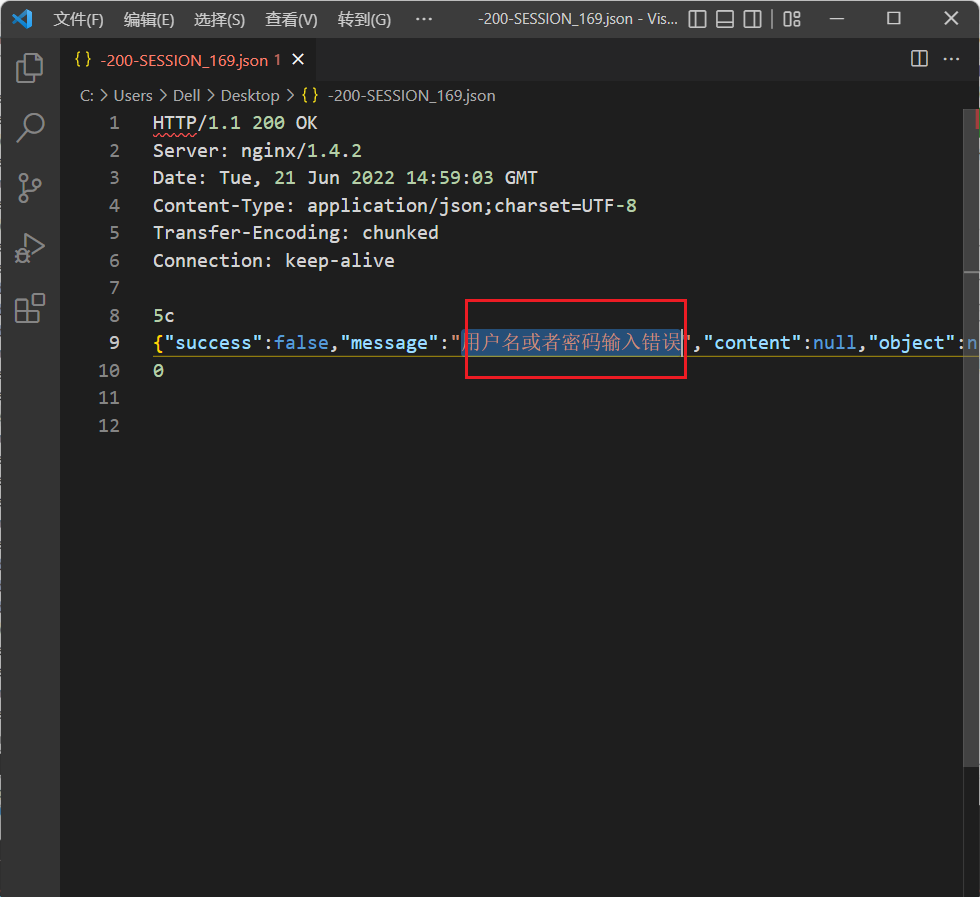 文件(F) 编辑(E) 选择(S) 查看(V) 转到(G) ··· -200-SESSION_169.json - Vis...
{} -200-SESSION_169.json 1
C: > Users > Dell > Desktop > {} -200-SESSION_169.json
1 HTTP/1.1 200 OK
2 Server: nginx/1.4.2
3 Date: Tue, 21 Jun 2022 14:59:03 GMT
4 Content-Type: application/json;charset=UTF-8
5 Transfer-Encoding: chunked
6 Connection: keep-alive
7
8 5c
9 {"success":false,"message":"用户名或者密码输入错误","content":null,"object":n
10 0
11
12